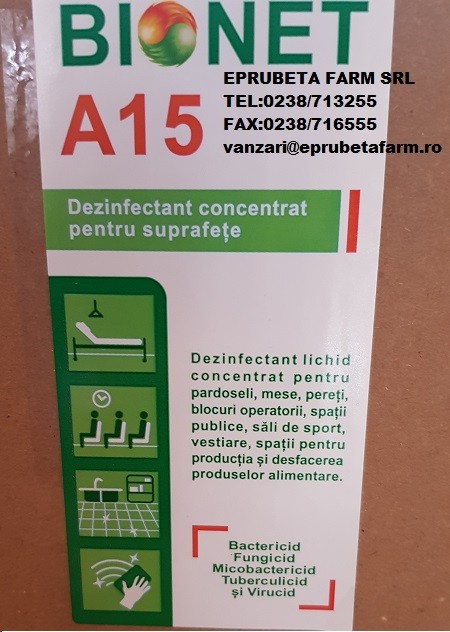 BIONET
EPRUBETA FARM SRL
TEL:0238/713255
FAX:0238/716555
vanzari@eprubetafarm.ro
A15
Dezinfectant concentrat
pentru suprafețe
Dezinfectant lichid
concentrat pentru
pardoseli, mese, pereți,
blocuri operatorii, spații
publice, săli de sport,
vestiare, spații pentru
producția și desfacerea
produselor alimentare.
Bactericid
Fungicid
Micobactericid
Tuberculicid
și Virucid